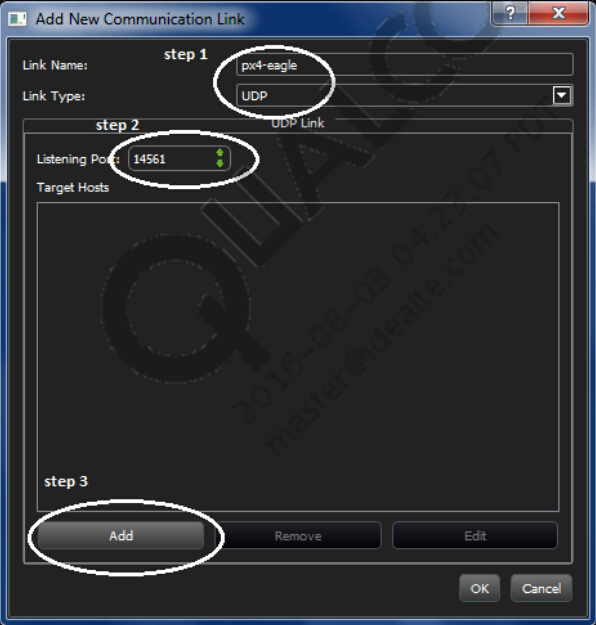 Add New Communication Link
step 1
Link Name: px4-eagle
Link Type: UDP
step 2
UDP Link
Listening Port: 14561
Target Hosts
QUALCO
2016-08-03 04:23:07 PDT
master@idealte.com
step 3
Add Remove Edit
OK Cancel